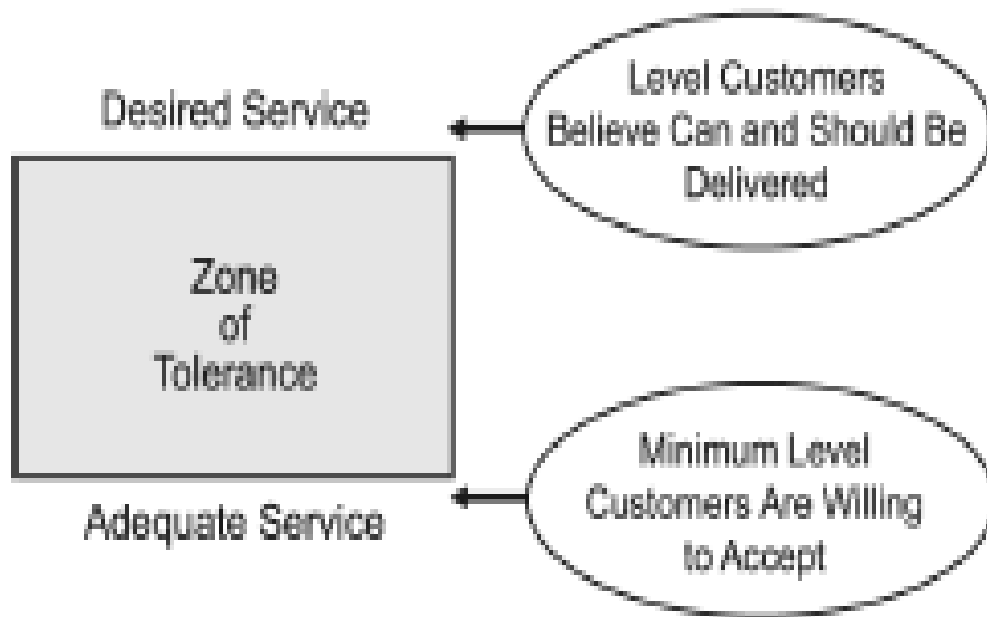 Desired Service
Level Customers
Believe Can and Should Be
Delivered
Zone
of
Tolerance
Adequate Service
Minimum Level
Customers Are Willing
to Accept